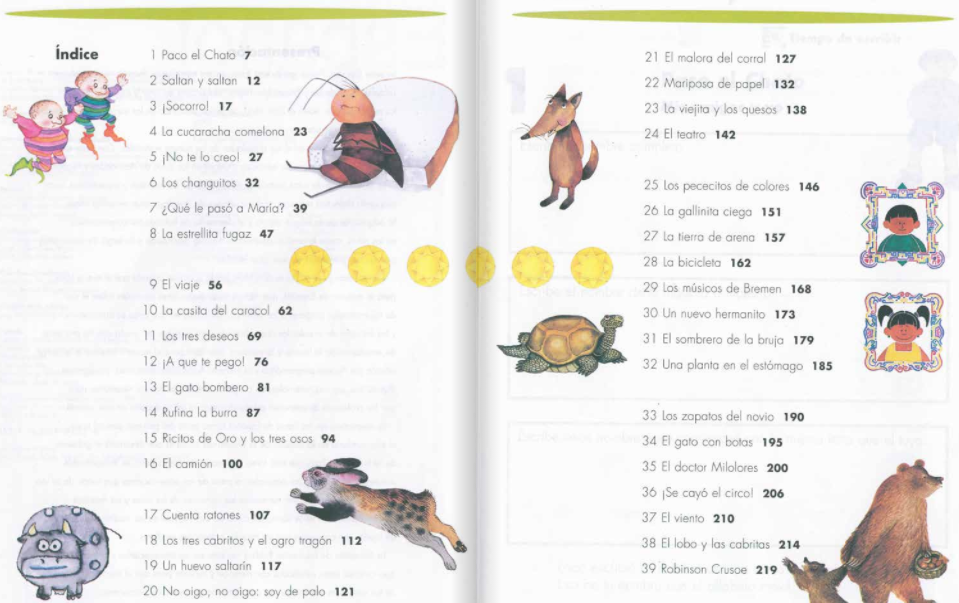 Índice
1 Paco el Chato 7
2 Saltan y saltan 12
3 ¡Socorro! 17
4 La cucaracha comelona 23
5 ¡No te lo creo! 27
6 Los changuitos 32
7 ¿Qué le pasó a María? 39
8 La estrellita fugaz 47
9 El viaje 56
10 La casita del caracol 62
11 Los tres deseos 69
12 ¡A que te pego! 76
13 El gato bombero 81
14 Rufina la burra 87
15 Ricitos de Oro y los tres osos 94
16 El camión 100
17 Cuenta ratones 107
18 Los tres cabritos y el ogro tragón 112
19 Un huevo saltarín 117
20 No oigo, no oigo: soy de palo 121
21 El malora del corral 127
22 Mariposa de papel 132
23 La viejita y los quesos 138
24 El teatro 142
25 Los pececitos de colores 146
26 La gallinita ciega 151
27 La tierra de arena 157
28 La bicicleta 162
29 Los músicos de Bremen 168
30 Un nuevo hermanito 173
31 El sombrero de la bruja 179
32 Una planta en el estómago 185
33 Los zapatos del novio 190
34 El gato con botas 195
35 El doctor Milolores 200
36 ¡Se cayó el circo! 206
37 El viento 210
38 El lobo y las cabritas 214
39 Robinson Crusoe 219